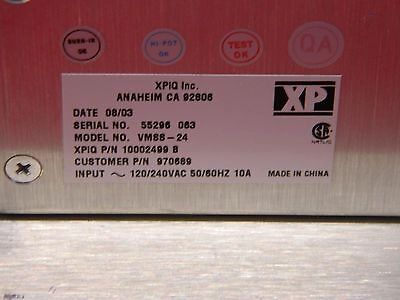 BURN-IN OK
HI-POT OK
TEST OK
QA
XPIQ Inc.
ANAHEIM CA 92806
XP
DATE 08/03
SERIAL NO. 55296 063
MODEL NO. VM88-24
XPIQ P/N 10002499 B
CUSTOMER P/N 970689
INPUT ~ 120/240VAC 50/60HZ 10A
MADE IN CHINA